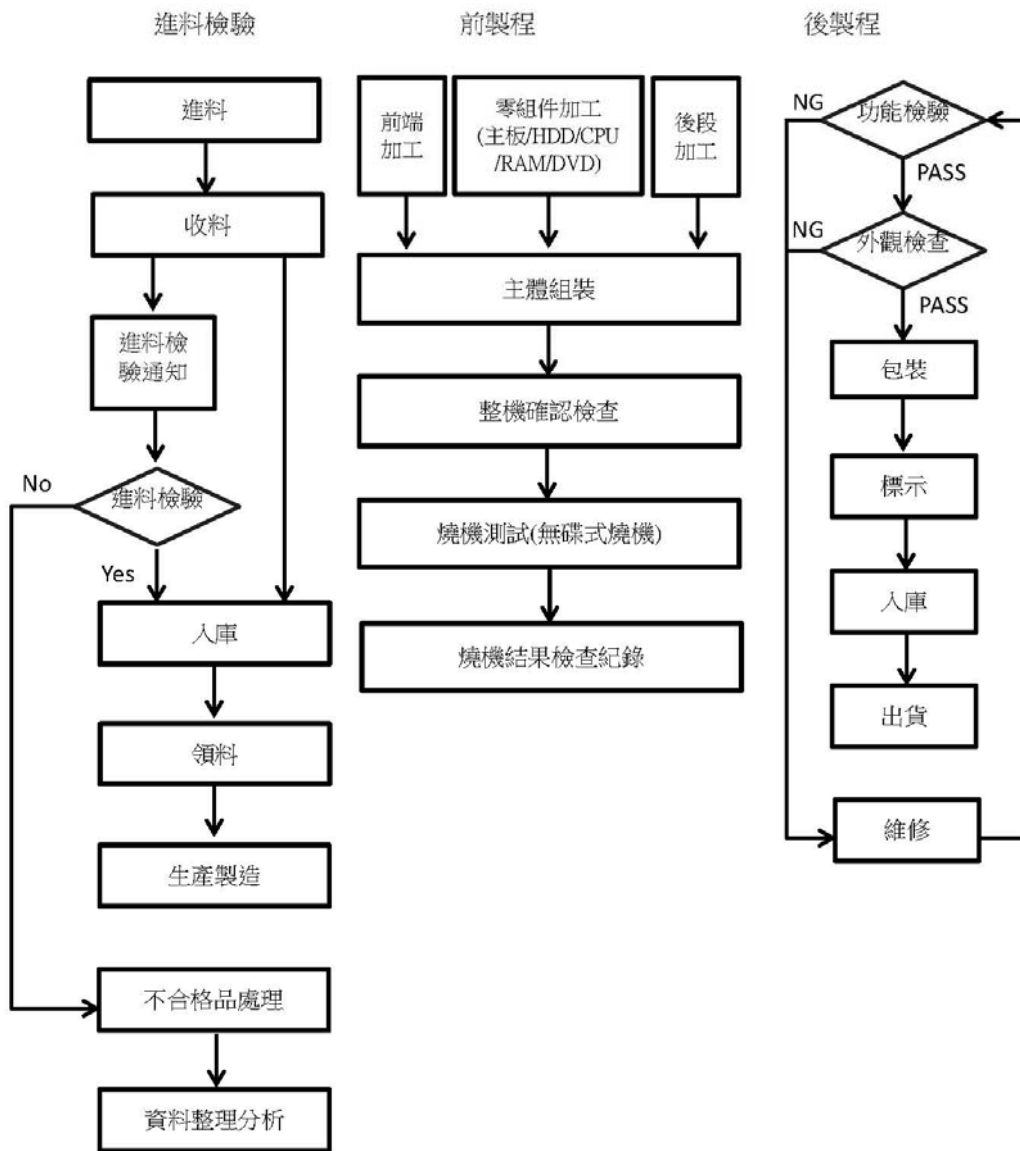 進料檢驗
進料
收料
進料檢
驗通知
進料檢驗
No
Yes
入庫
領料
生產製造
不合格品處理
資料整理分析
前製程
前端
加工
零組件加工
(主板/HDD/CPU
/RAM/DVD)
後段
加工
主體組裝
整機確認檢查
燒機測試(無碟式燒機)
燒機結果檢查紀錄
後製程
NG
功能檢驗
PASS
NG
外觀檢查
PASS
包裝
標示
入庫
出貨
維修